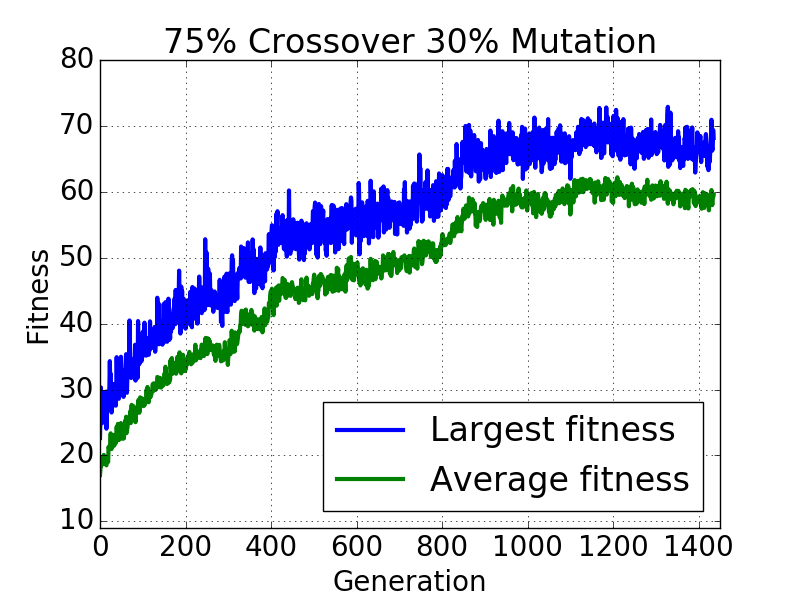 75% Crossover 30% Mutation
80
70
60
50
40
30
20
10
Fitness
Largest fitness
Average fitness
0 200 400 600 800 1000 1200 1400
Generation